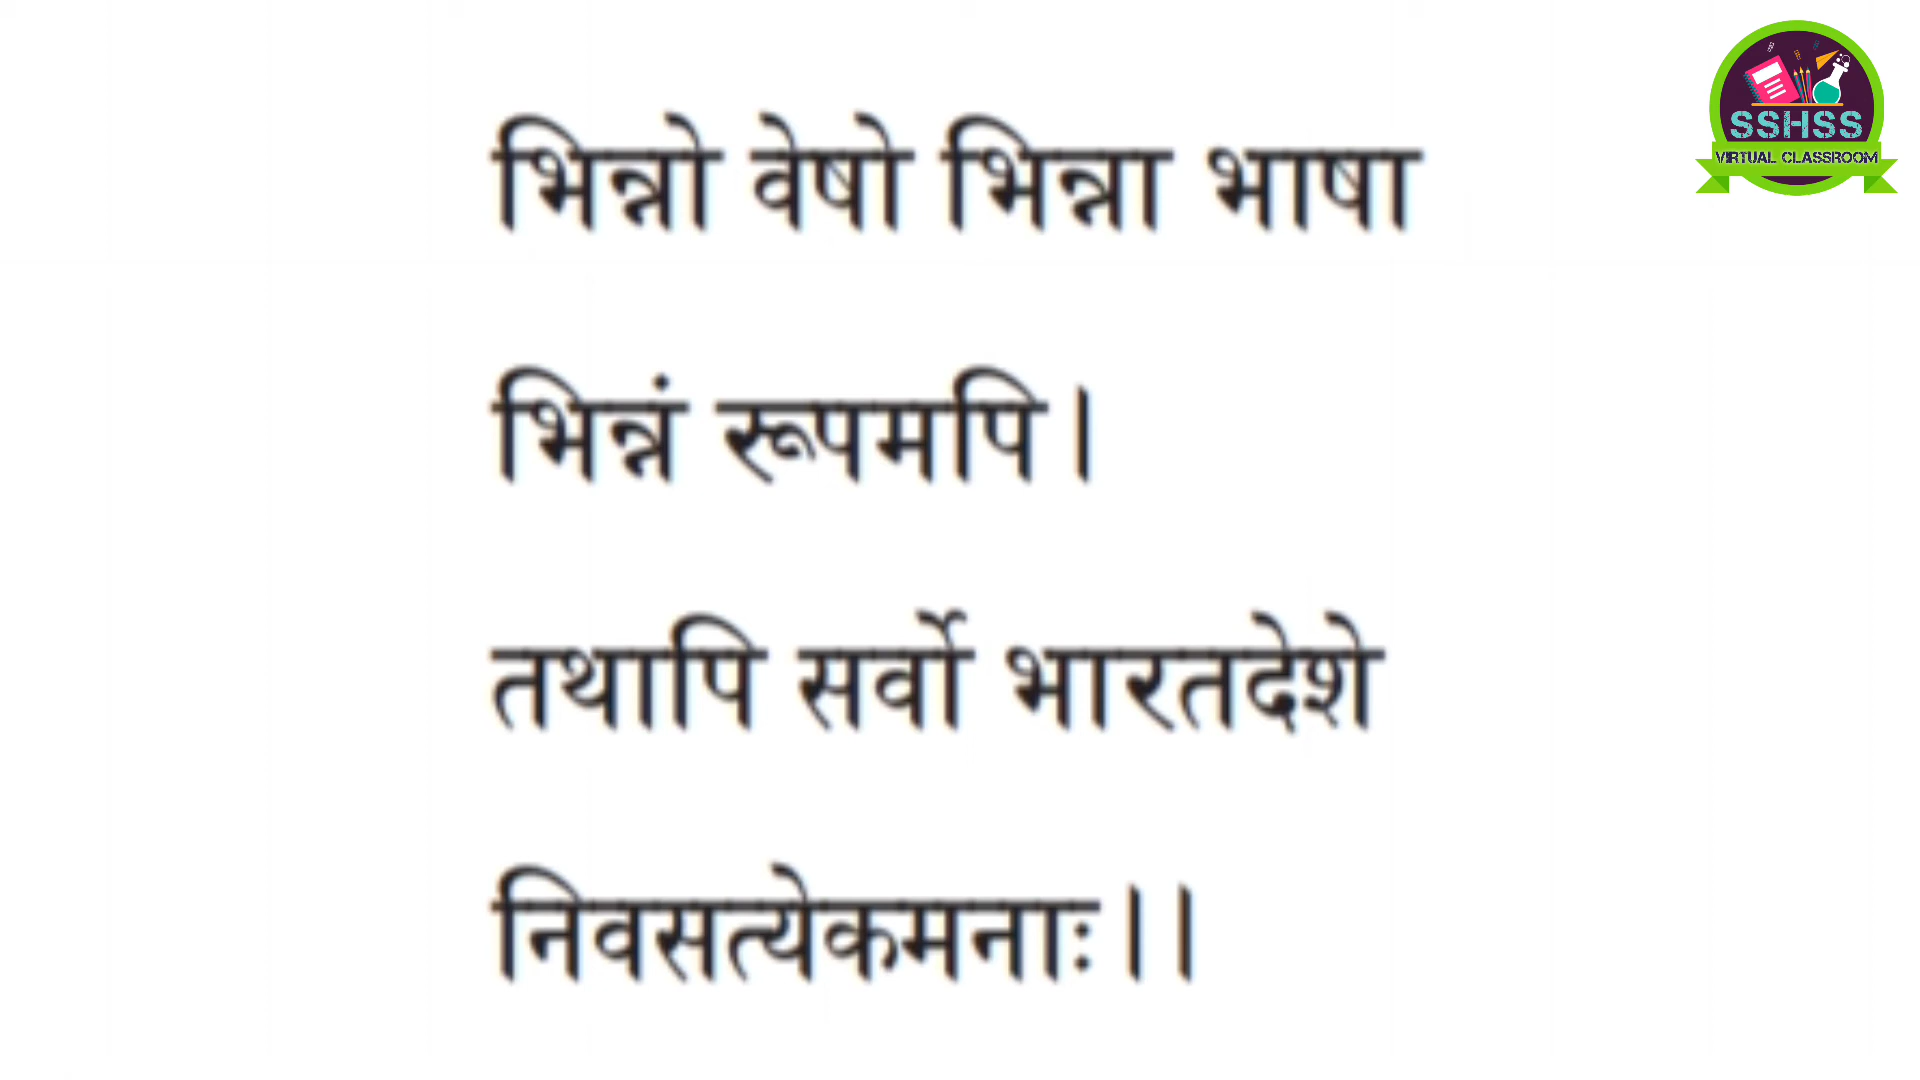 भिन्नो वेषो भिन्ना भाषा
भिन्नं रूपमपि।
तथापि सर्वो भारतदेशे
निवसत्येकमनाः।।
SSHSS
VIRTUAL CLASSROOM